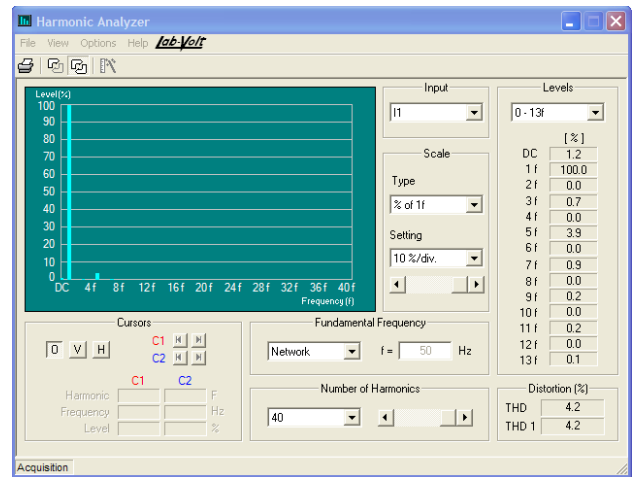 Harmonic Analyzer
File View Options Help Lab-Volt
Level(%)
100
90
80
70
60
50
40
30
20
10
0
DC 4f 8f 12f 16f 20f 24f 28f 32f 36f 40f
Frequency (f)
Input
I1
Scale
Type
% of 1f
Setting
10 %/div.
Levels
0 - 13f
[ % ]
DC 1.2
1 f 100.0
2 f 0.0
3 f 0.7
4 f 0.0
5 f 3.9
6 f 0.0
7 f 0.9
8 f 0.0
9 f 0.2
10 f 0.0
11 f 0.2
12 f 0.0
13 f 0.1
Cursors
O V H
C1
C2
C1 C2
Harmonic F
Frequency Hz
Level %
Fundamental Frequency
Network f = 50 Hz
Number of Harmonics
40
Distortion (%)
THD 4.2
THD 1 4.2
Acquisition